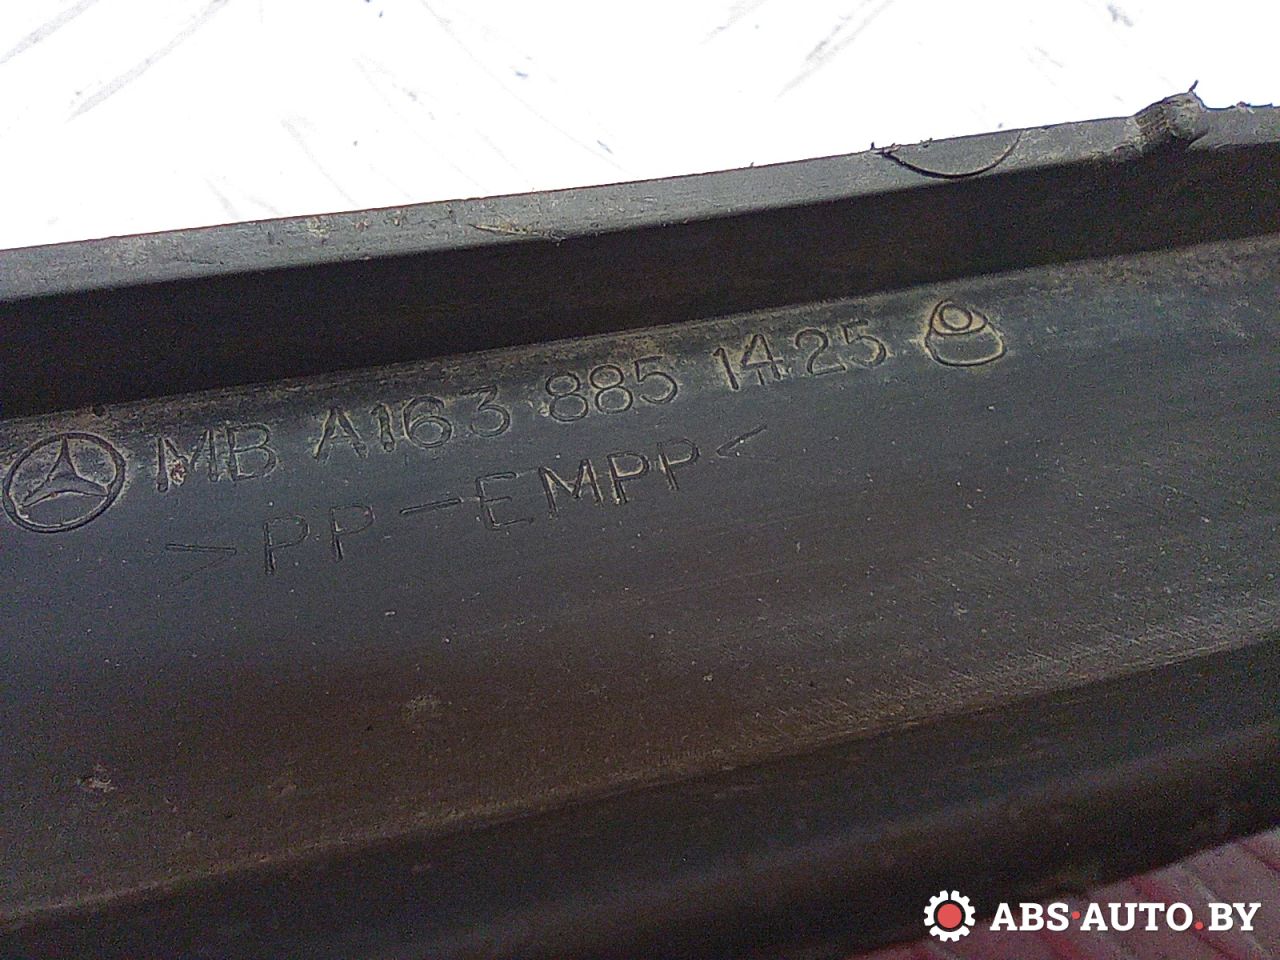 MB A163 885 1425
>PP-EMPP<
ABS·AUTO.BY